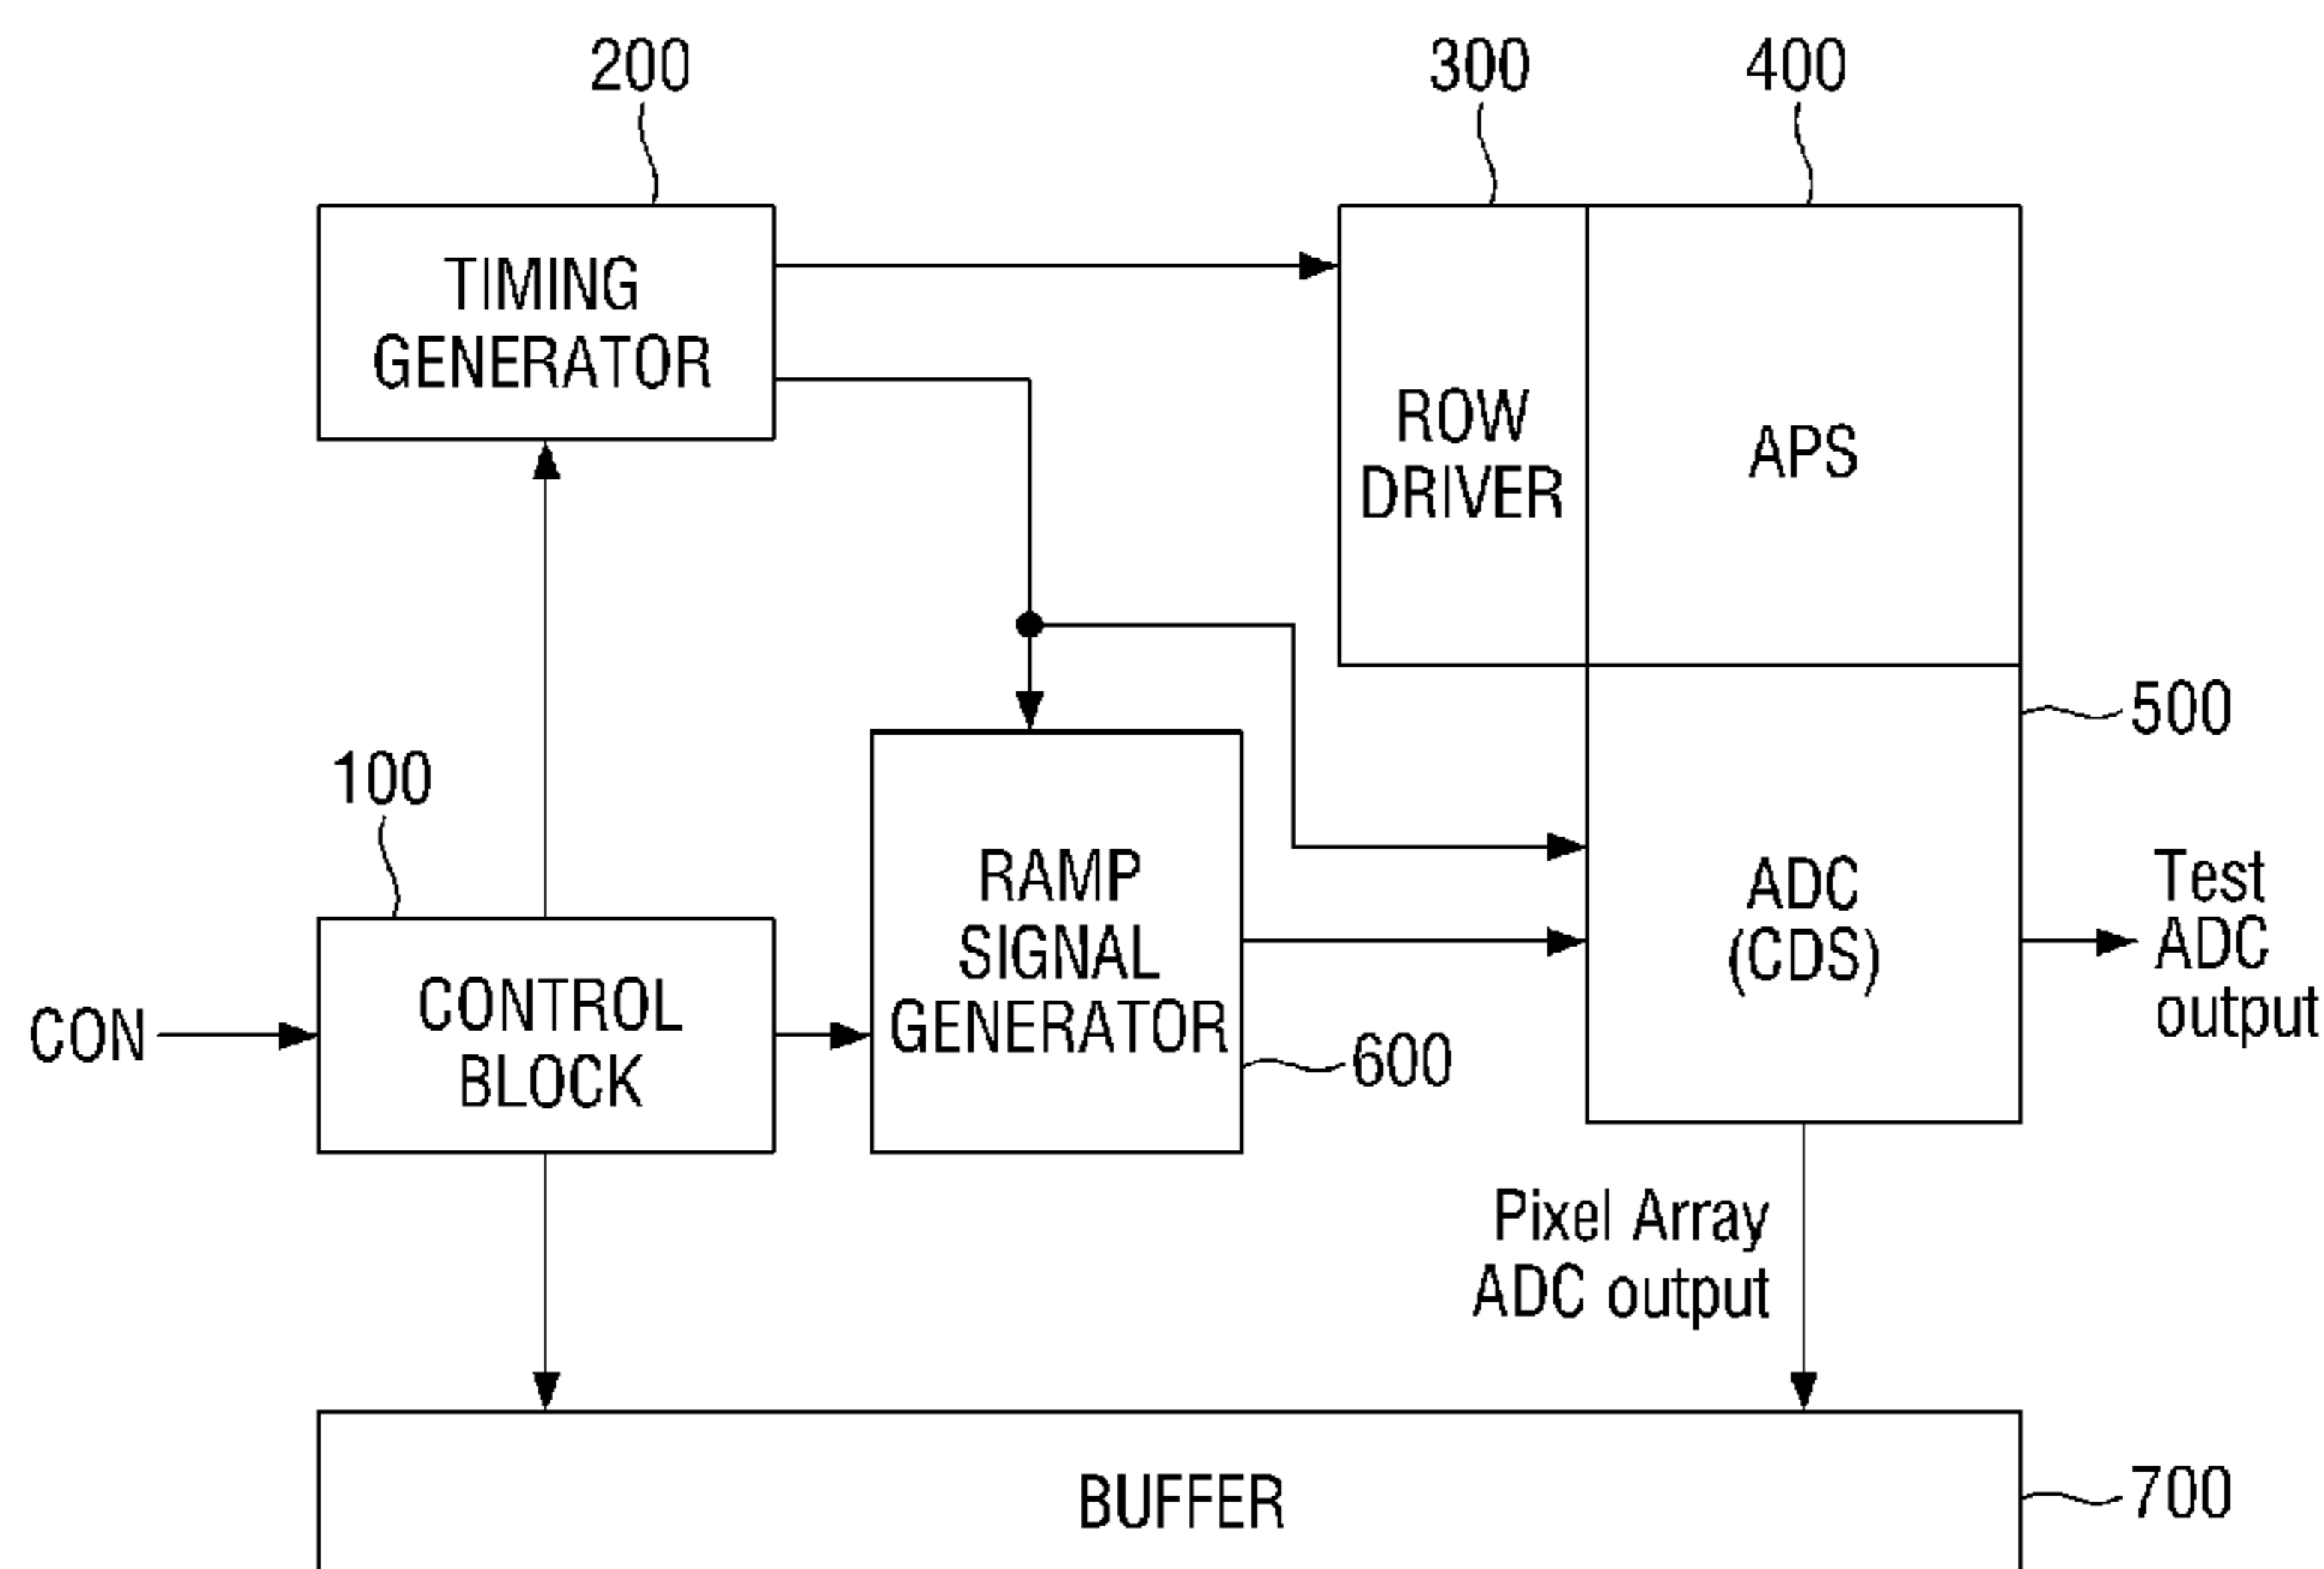 200
300
400
TIMING
GENERATOR
ROW
DRIVER
APS
500
100
RAMP
SIGNAL
GENERATOR
ADC
(CDS)
Test
ADC
output
CON
CONTROL
BLOCK
600
Pixel Array
ADC output
BUFFER
700